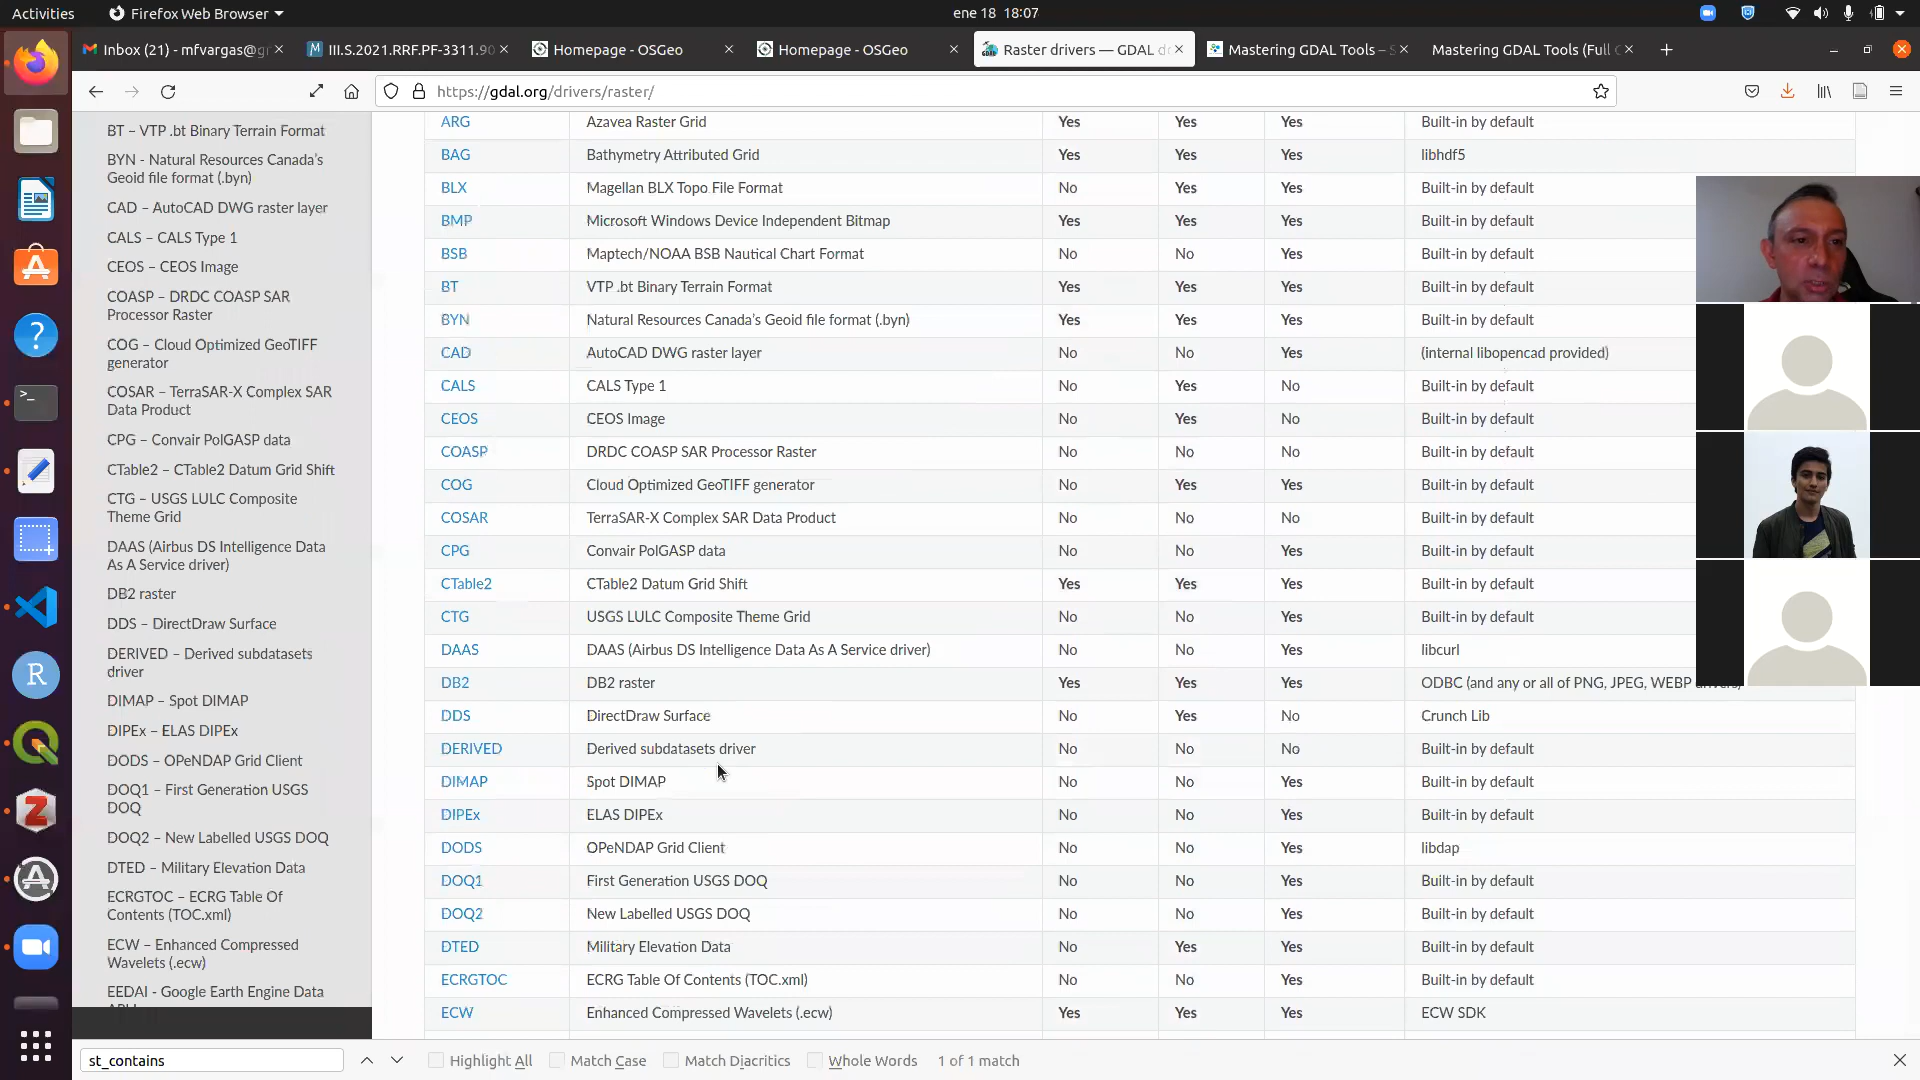 Activities
Firefox Web Browser
ene 18 18:07
Inbox (21) - mfvargas@g
III.S.2021.RRF.PF-3311.90
Homepage - OSGeo
Homepage - OSGeo
Raster drivers — GDAL d
Mastering GDAL Tools – S
Mastering GDAL Tools (Full C
https://gdal.org/drivers/raster/
BT – VTP .bt Binary Terrain Format
BYN - Natural Resources Canada's
Geoid file format (.byn)
CAD – AutoCAD DWG raster layer
CALS – CALS Type 1
CEOS – CEOS Image
COASP – DRDC COASP SAR
Processor Raster
COG – Cloud Optimized GeoTIFF
generator
COSAR – TerraSAR-X Complex SAR
Data Product
CPG – Convair PolGASP data
CTable2 – CTable2 Datum Grid Shift
CTG – USGS LULC Composite
Theme Grid
DAAS (Airbus DS Intelligence Data
As A Service driver)
DB2 raster
DDS – DirectDraw Surface
DERIVED – Derived subdatasets
driver
DIMAP – Spot DIMAP
DIPEx – ELAS DIPEx
DODS – OPeNDAP Grid Client
DOQ1 – First Generation USGS
DOQ
DOQ2 – New Labelled USGS DOQ
DTED – Military Elevation Data
ECRGTOC – ECRG Table Of
Contents (TOC.xml)
ECW – Enhanced Compressed
Wavelets (.ecw)
EEDAI - Google Earth Engine Data
ARG Azavea Raster Grid Yes Yes Yes Built-in by default
BAG Bathymetry Attributed Grid Yes Yes Yes libhdf5
BLX Magellan BLX Topo File Format No Yes Yes Built-in by default
BMP Microsoft Windows Device Independent Bitmap Yes Yes Yes Built-in by default
BSB Maptech/NOAA BSB Nautical Chart Format No No Yes Built-in by default
BT VTP .bt Binary Terrain Format Yes Yes Yes Built-in by default
BYN Natural Resources Canada's Geoid file format (.byn) Yes Yes Yes Built-in by default
CAD AutoCAD DWG raster layer No No Yes (internal libopencad provided)
CALS CALS Type 1 No Yes No Built-in by default
CEOS CEOS Image No Yes No Built-in by default
COASP DRDC COASP SAR Processor Raster No No No Built-in by default
COG Cloud Optimized GeoTIFF generator No Yes Yes Built-in by default
COSAR TerraSAR-X Complex SAR Data Product No No No Built-in by default
CPG Convair PolGASP data No No Yes Built-in by default
CTable2 CTable2 Datum Grid Shift Yes Yes Yes Built-in by default
CTG USGS LULC Composite Theme Grid No No Yes Built-in by default
DAAS DAAS (Airbus DS Intelligence Data As A Service driver) No No Yes libcurl
DB2 DB2 raster Yes Yes Yes ODBC (and any or all of PNG, JPEG, WEBP drivers)
DDS DirectDraw Surface No Yes No Crunch Lib
DERIVED Derived subdatasets driver No No No Built-in by default
DIMAP Spot DIMAP No No Yes Built-in by default
DIPEx ELAS DIPEx No No Yes Built-in by default
DODS OPeNDAP Grid Client No No Yes libdap
DOQ1 First Generation USGS DOQ No No Yes Built-in by default
DOQ2 New Labelled USGS DOQ No No Yes Built-in by default
DTED Military Elevation Data No Yes Yes Built-in by default
ECRGTOC ECRG Table Of Contents (TOC.xml) No No Yes Built-in by default
ECW Enhanced Compressed Wavelets (.ecw) Yes Yes Yes ECW SDK
st_contains
Highlight All
Match Case
Match Diacritics
Whole Words
1 of 1 match